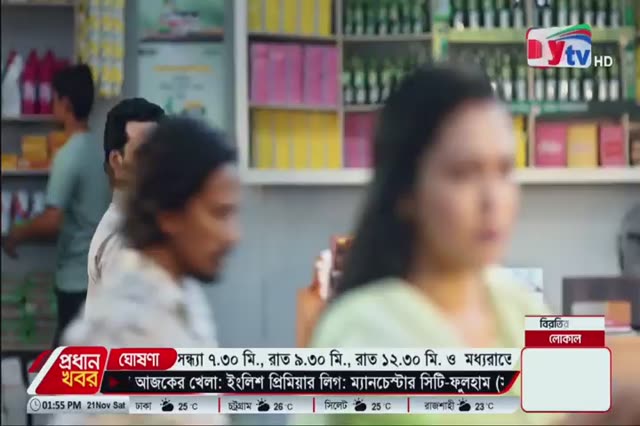 Dytv HD
বিরতির
লোকাল
প্রধান
খবর
ঘোষণা
সন্ধ্যা ৭.৩০ মি., রাত ৯.৩০ মি., রাত ১২.৩০ মি. ও মধ্যরাতে
আজকের খেলা: ইংলিশ প্রিমিয়ার লিগ: ম্যানচেস্টার সিটি-ফুলহাম
01:55 PM 21Nov Sat ঢাকা 25°C চট্টগ্রাম 26°C সিলেট 25°C রাজশাহী 23°C